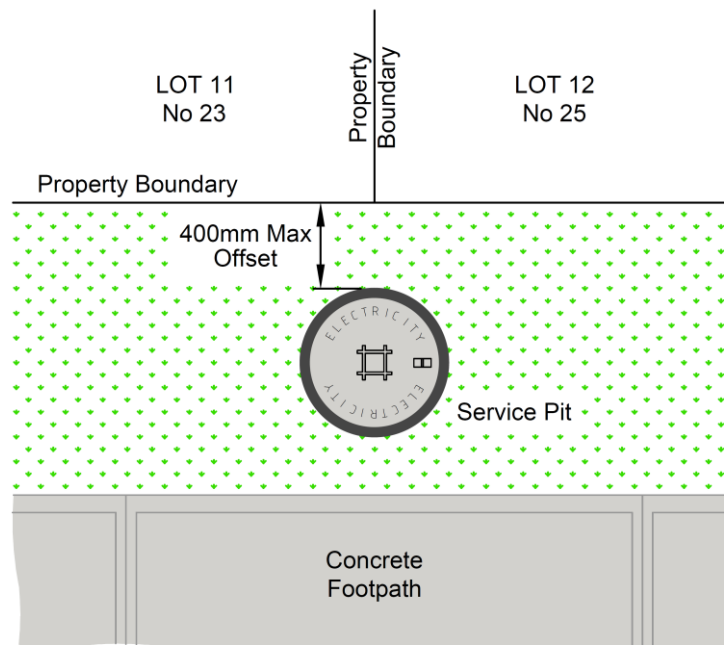 LOT 11
No 23
Property
Boundary
LOT 12
No 25
Property Boundary
400mm Max
Offset
ELECTRICITY
ELECTRICITY
Service Pit
Concrete
Footpath